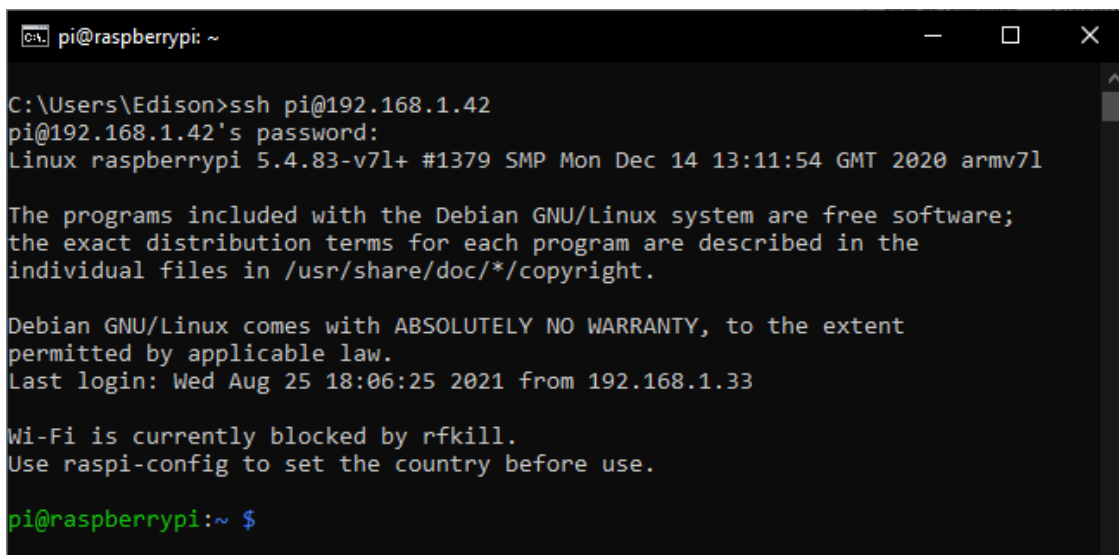 pi@raspberrypi: ~
C:\Users\Edison>ssh pi@192.168.1.42
pi@192.168.1.42's password:
Linux raspberrypi 5.4.83-v7l+ #1379 SMP Mon Dec 14 13:11:54 GMT 2020 armv7l
The programs included with the Debian GNU/Linux system are free software;
the exact distribution terms for each program are described in the
individual files in /usr/share/doc/*/copyright.
Debian GNU/Linux comes with ABSOLUTELY NO WARRANTY, to the extent
permitted by applicable law.
Last login: Wed Aug 25 18:06:25 2021 from 192.168.1.33
Wi-Fi is currently blocked by rfkill.
Use raspi-config to set the country before use.
pi@raspberrypi:~ $